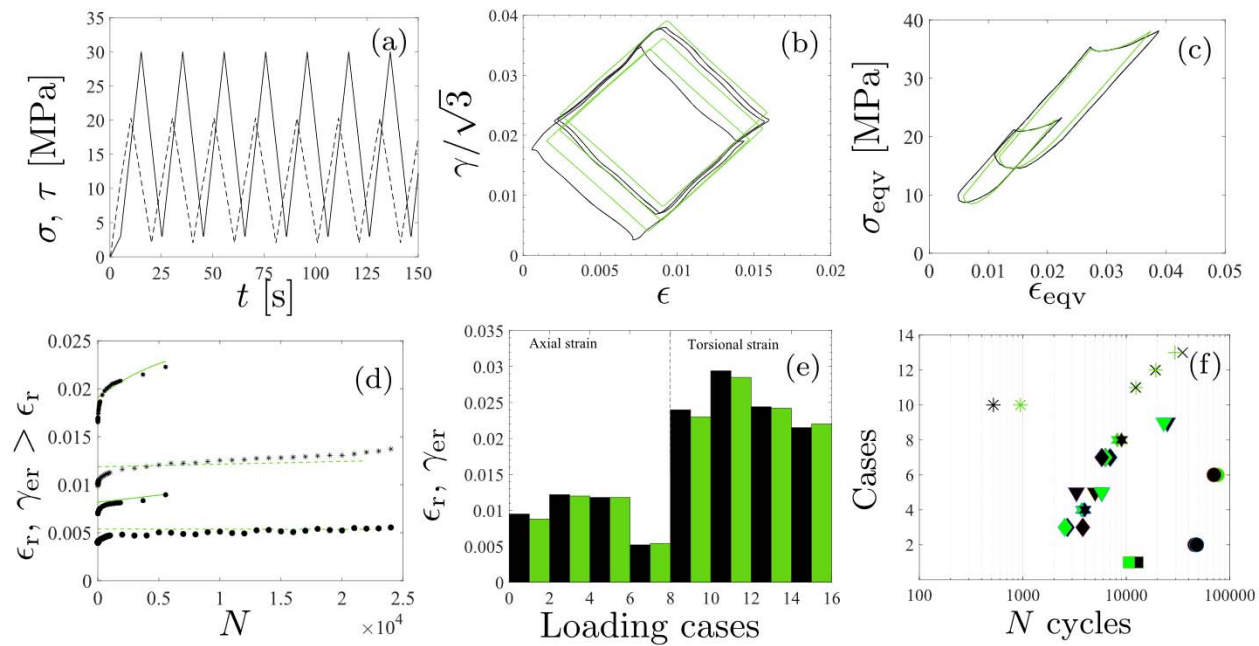 (a)
σ, τ [MPa]
35
30
25
20
15
10
5
0
0 25 50 75 100 125 150
t [s]
(b)
γ/√3
0.04
0.03
0.02
0.01
0
0 0.005 0.01 0.015 0.02
ϵ
(c)
σeqv [MPa]
40
30
20
10
0
0 0.01 0.02 0.03 0.04 0.05
ϵeqv
(d)
ϵr, γer > ϵr
0.025
0.02
0.015
0.01
0.005
0
0 0.5 1 1.5 2 2.5
N
×10⁴
(e)
Axial strain Torsional strain
ϵr, γer
0.035
0.03
0.025
0.02
0.015
0.01
0.005
0
0 2 4 6 8 10 12 14 16
Loading cases
(f)
Cases
14
12
10
8
6
4
2
100 1000 10000 100000
N cycles